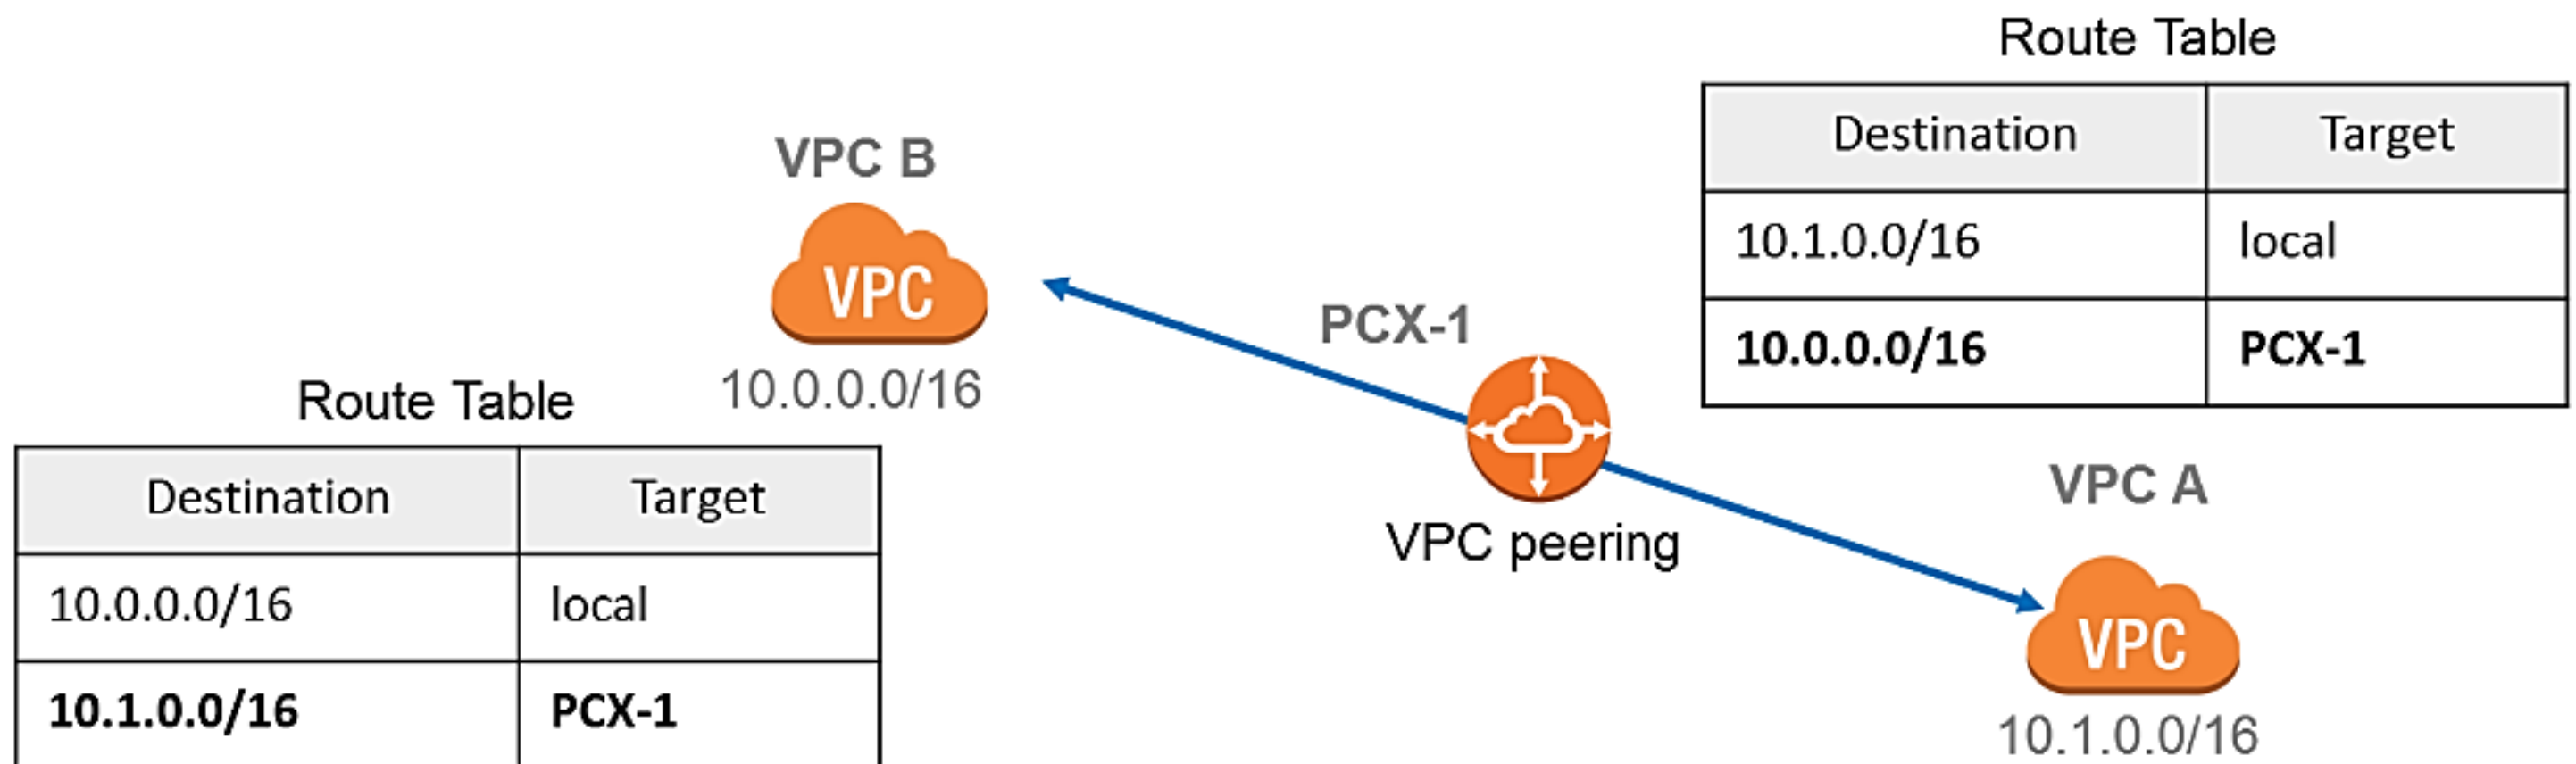 Route Table
Destination Target
10.1.0.0/16 local
10.0.0.0/16 PCX-1
VPC B
VPC
10.0.0.0/16
PCX-1
VPC peering
VPC A
VPC
10.1.0.0/16
Route Table
Destination Target
10.0.0.0/16 local
10.1.0.0/16 PCX-1